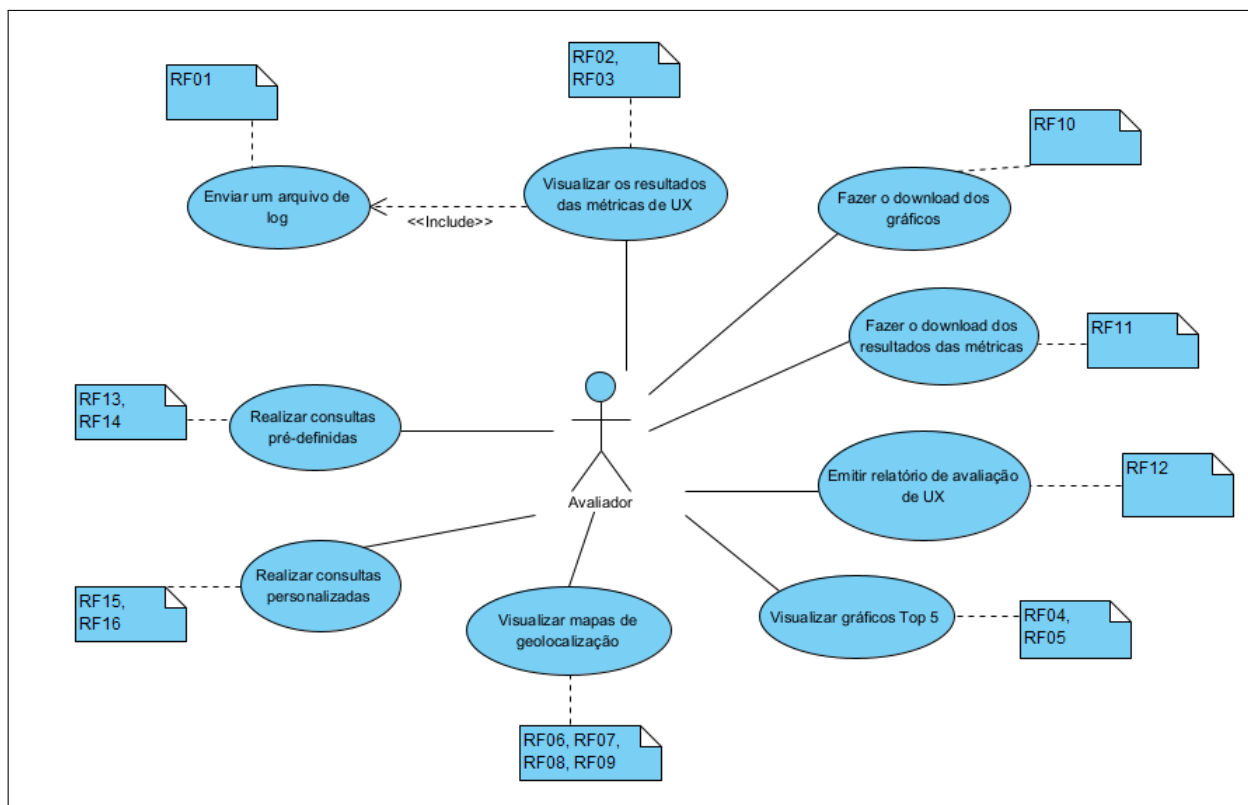 RF01
RF02,
RF03
RF10
Enviar um arquivo de
log
<<Include>>
Visualizar os resultados
das métricas de UX
Fazer o download dos
gráficos
Fazer o download dos
resultados das métricas
RF11
RF13,
RF14
Realizar consultas
pré-definidas
Avaliador
Emitir relatório de avaliação
de UX
RF12
RF15,
RF16
Realizar consultas
personalizadas
Visualizar mapas de
geolocalização
Visualizar gráficos Top 5
RF04,
RF05
RF06, RF07,
RF08, RF09